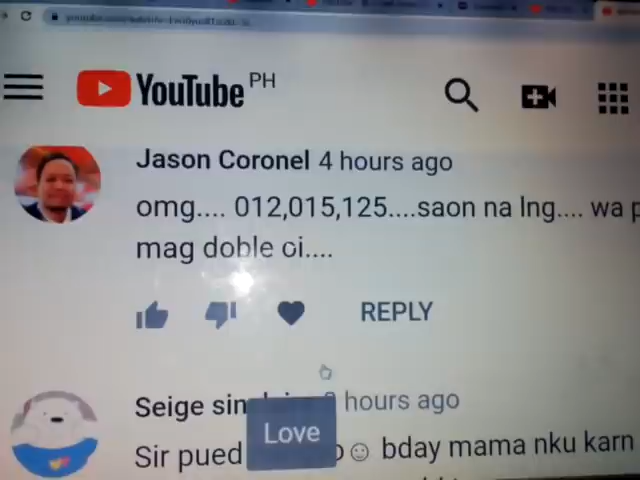 YouTube PH
Jason Coronel 4 hours ago
omg.... 012,015,125....saon na lng.... wa p
mag doble oi....
REPLY
Seige sin hours ago
Love
Sir pued bday mama nku karn